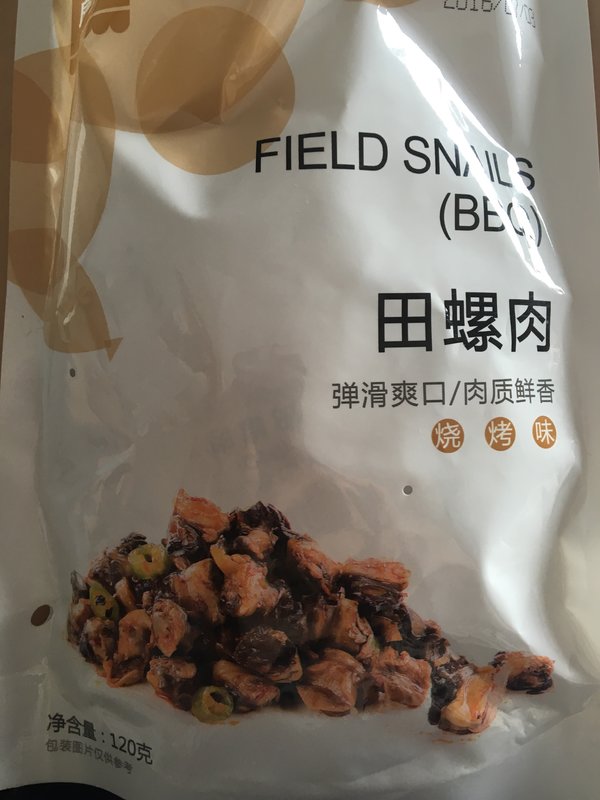 FIELD SNAILS
(BBQ)
田螺肉
弹滑爽口/肉质鲜香
烧烤味
净含量:120克
包装图片仅供参考